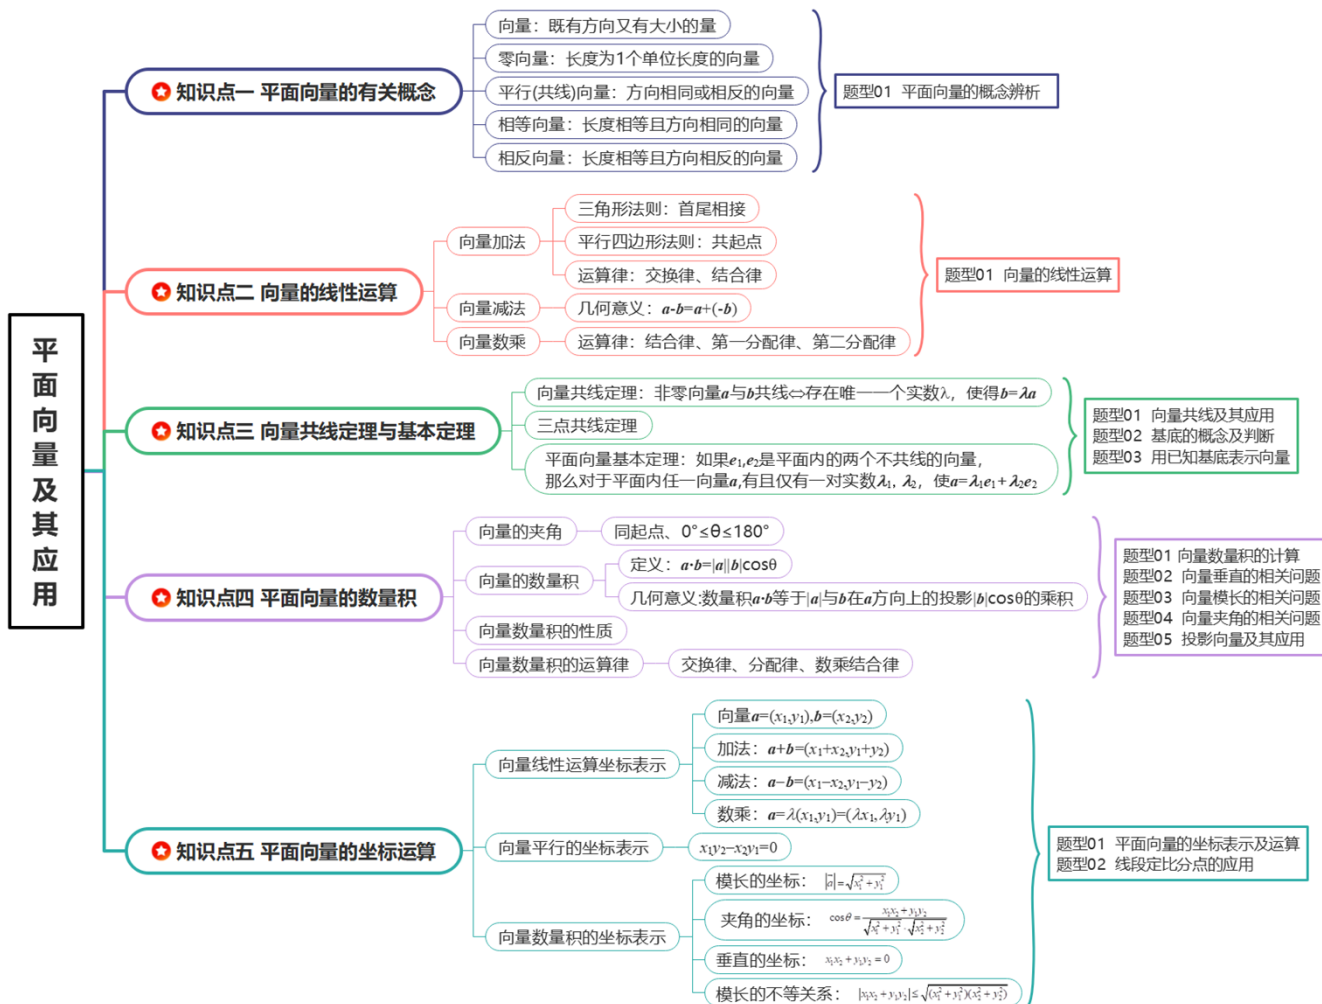 平面向量及其应用
知识点一 平面向量的有关概念
向量：既有方向又有大小的量
零向量：长度为1个单位长度的向量
平行(共线)向量：方向相同或相反的向量
相等向量：长度相等且方向相同的向量
相反向量：长度相等且方向相反的向量
题型01 平面向量的概念辨析
知识点二 向量的线性运算
向量加法
三角形法则：首尾相接
平行四边形法则：共起点
运算律：交换律、结合律
向量减法
几何意义：a-b=a+(-b)
向量数乘
运算律：结合律、第一分配律、第二分配律
题型01 向量的线性运算
知识点三 向量共线定理与基本定理
向量共线定理：非零向量a与b共线⇔存在唯一一个实数λ，使得b=λa
三点共线定理
平面向量基本定理：如果e₁,e₂是平面内的两个不共线的向量，
那么对于平面内任一向量a,有且仅有一对实数λ₁, λ₂，使a=λ₁e₁+λ₂e₂
题型01 向量共线及其应用
题型02 基底的概念及判断
题型03 用已知基底表示向量
知识点四 平面向量的数量积
向量的夹角
同起点、0°≤θ≤180°
向量的数量积
定义：a·b=|a||b|cosθ
几何意义:数量积a·b等于|a|与b在a方向上的投影|b|cosθ的乘积
向量数量积的性质
向量数量积的运算律
交换律、分配律、数乘结合律
题型01 向量数量积的计算
题型02 向量垂直的相关问题
题型03 向量模长的相关问题
题型04 向量夹角的相关问题
题型05 投影向量及其应用
知识点五 平面向量的坐标运算
向量线性运算坐标表示
向量a=(x₁,y₁),b=(x₂,y₂)
加法：a+b=(x₁+x₂,y₁+y₂)
减法：a−b=(x₁−x₂,y₁−y₂)
数乘：a=λ(x₁,y₁)=(λx₁,λy₁)
向量平行的坐标表示
x₁y₂−x₂y₁=0
向量数量积的坐标表示
模长的坐标：|a⃗|=√(x₁²+y₁²)
夹角的坐标：cosθ=(x₁x₂+y₁y₂)/(√(x₁²+y₁²)·√(x₂²+y₂²))
垂直的坐标：x₁x₂+y₁y₂=0
模长的不等关系：|x₁x₂+y₁y₂|≤√((x₁²+y₁²)(x₂²+y₂²))
题型01 平面向量的坐标表示及运算
题型02 线段定比分点的应用